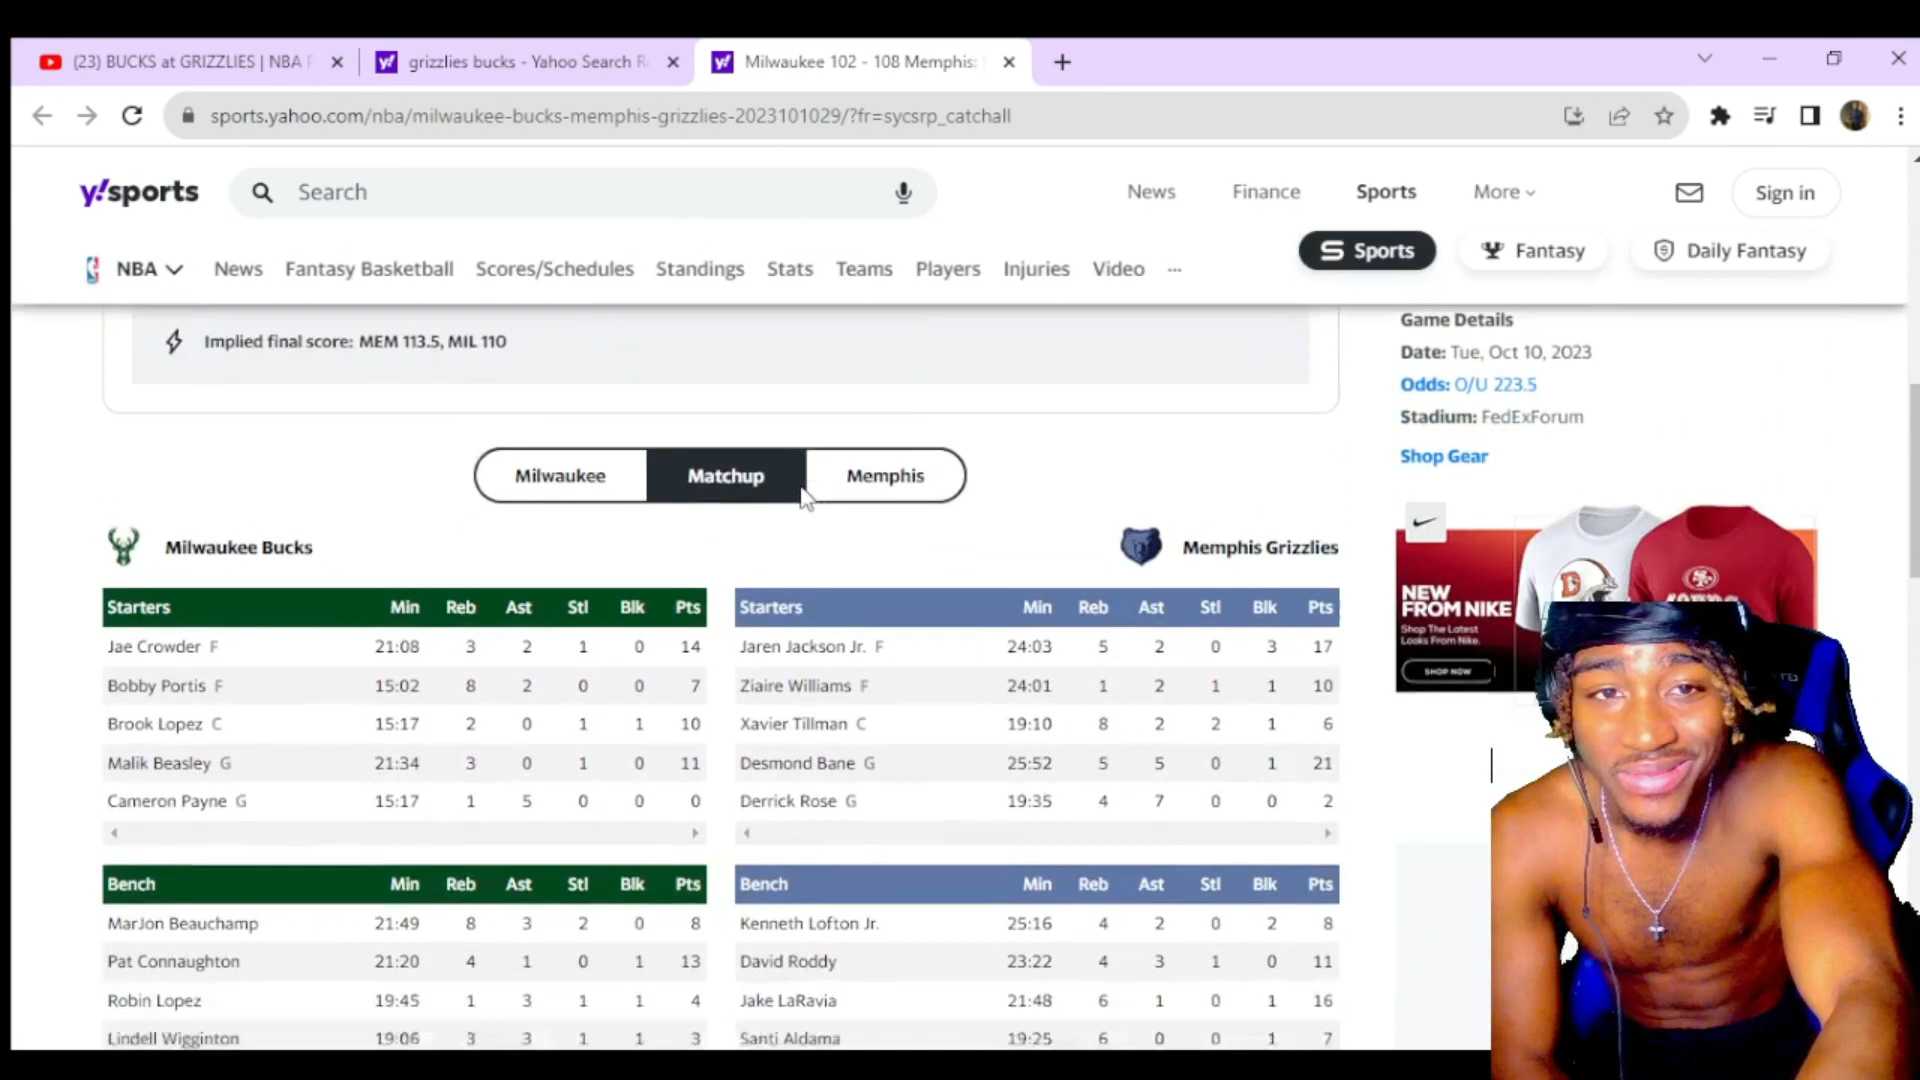 (23) BUCKS at GRIZZLIES | NBA
grizzlies bucks - Yahoo Search
Milwaukee 102 - 108 Memphis:
sports.yahoo.com/nba/milwaukee-bucks-memphis-grizzlies-2023101029/?fr=sycsrp_catchall
y!sports
Search
News Finance Sports More
Sign in
Sports Fantasy Daily Fantasy
NBA News Fantasy Basketball Scores/Schedules Standings Stats Teams Players Injuries Video ...
Implied final score: MEM 113.5, MIL 110
Game Details
Date: Tue, Oct 10, 2023
Odds: O/U 223.5
Stadium: FedExForum
Shop Gear
Milwaukee Matchup Memphis
Milwaukee Bucks
Memphis Grizzlies
Starters Min Reb Ast Stl Blk Pts
Jae Crowder F 21:08 3 2 1 0 14
Bobby Portis F 15:02 8 2 0 0 7
Brook Lopez C 15:17 2 0 1 1 10
Malik Beasley G 21:34 3 0 1 0 11
Cameron Payne G 15:17 1 5 0 0 0
Starters Min Reb Ast Stl Blk Pts
Jaren Jackson Jr. F 24:03 5 2 0 3 17
Ziaire Williams F 24:01 1 2 1 1 10
Xavier Tillman C 19:10 8 2 2 1 6
Desmond Bane G 25:52 5 5 0 1 21
Derrick Rose G 19:35 4 7 0 0 2
Bench Min Reb Ast Stl Blk Pts
MarJon Beauchamp 21:49 8 3 2 0 8
Pat Connaughton 21:20 4 1 0 1 13
Robin Lopez 19:45 1 3 1 1 4
Lindell Wigginton 19:06 3 3 1 1 3
Bench Min Reb Ast Stl Blk Pts
Kenneth Lofton Jr. 25:16 4 2 0 2 8
David Roddy 23:22 4 3 1 0 11
Jake LaRavia 21:48 6 1 0 1 16
Santi Aldama 19:25 6 0 0 1 7
NEW
FROM NIKE
Shop The Latest
Looks From Nike.
SHOP NOW